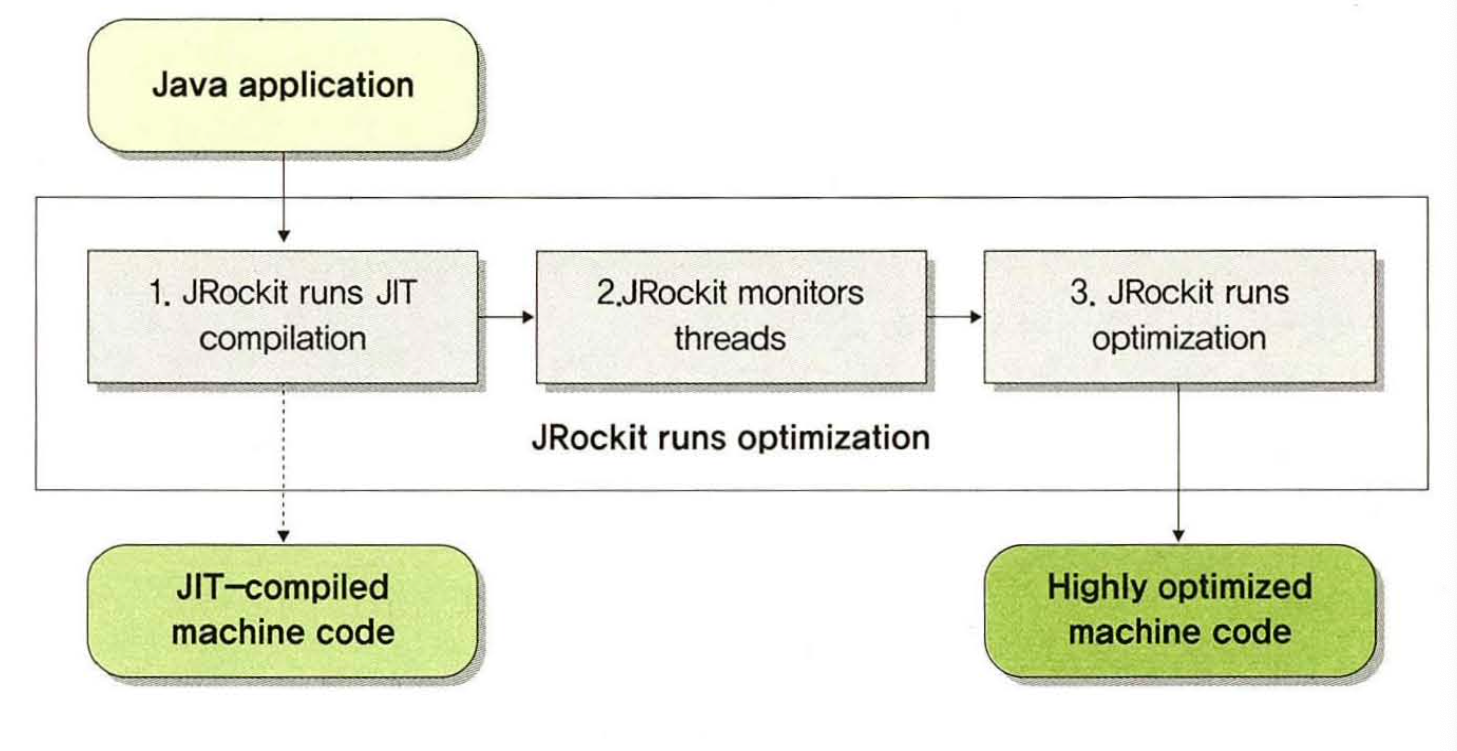 Java application
1. JRockit runs JIT
compilation
2.JRockit monitors
threads
3. JRockit runs
optimization
JRockit runs optimization
JIT-compiled
machine code
Highly optimized
machine code